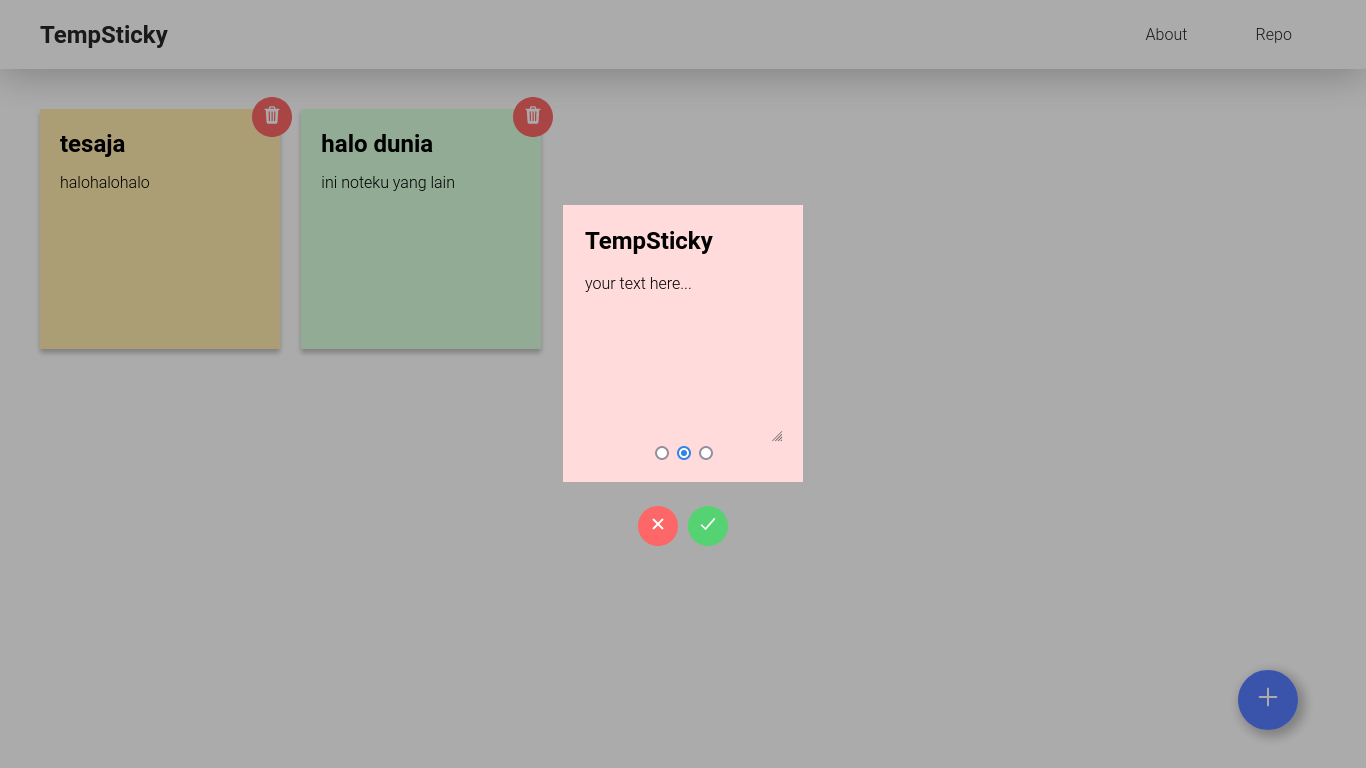 TempSticky
About
Repo
tesaja
halohalohalo
halo dunia
ini noteku yang lain
TempSticky
your text here...